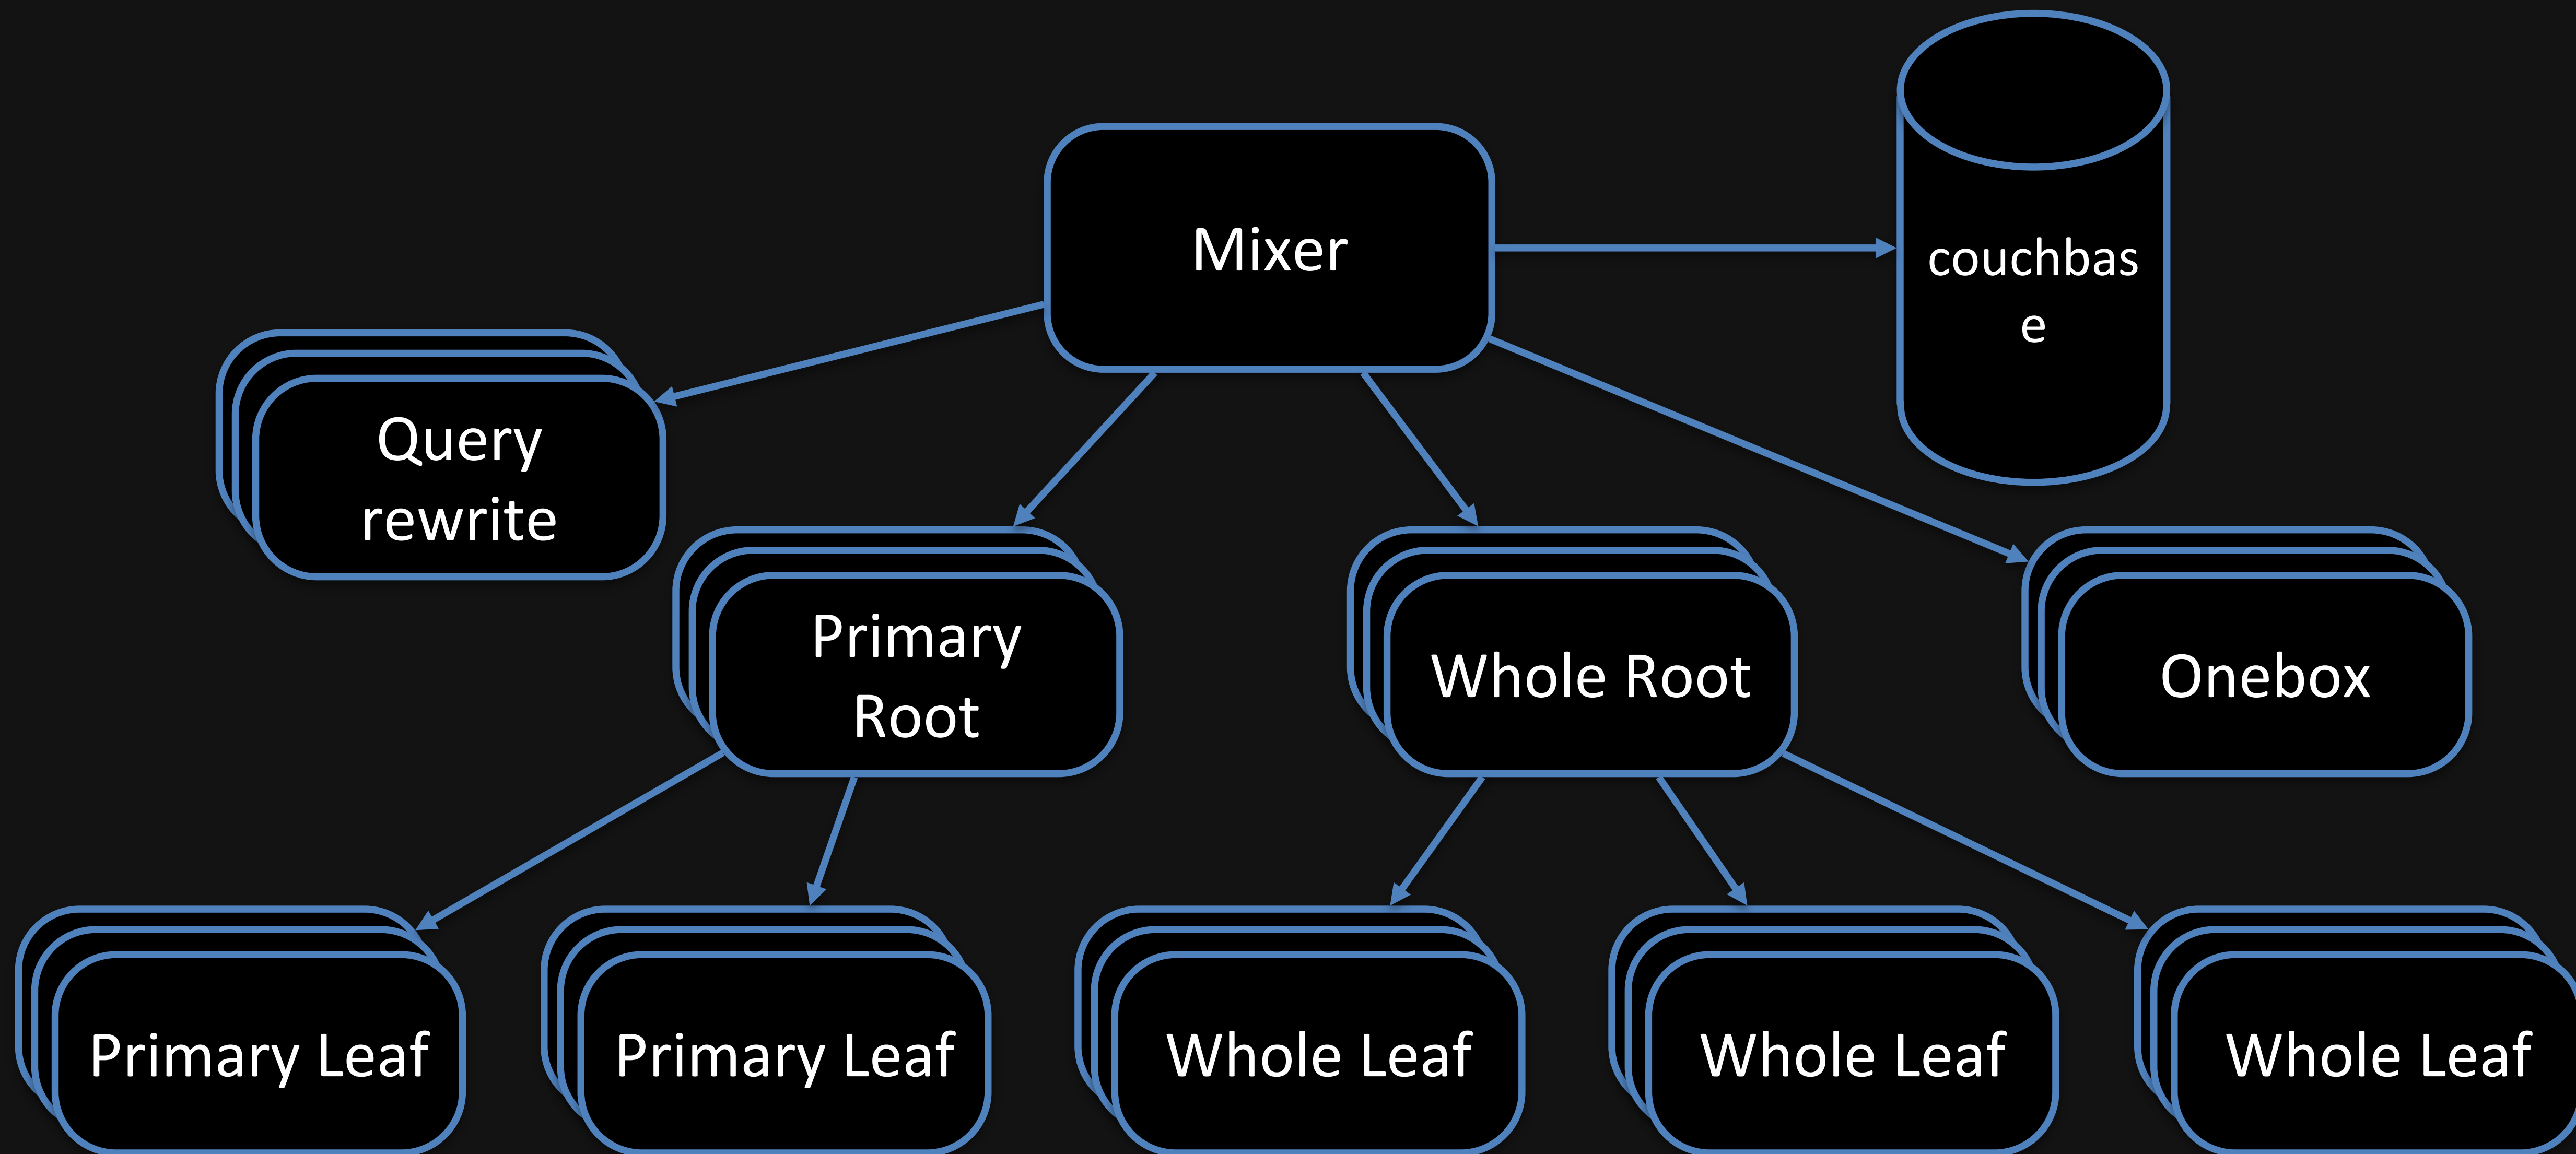 Mixer
couchbas
e
Query
rewrite
Primary
Root
Whole Root
Onebox
Primary Leaf
Primary Leaf
Whole Leaf
Whole Leaf
Whole Leaf